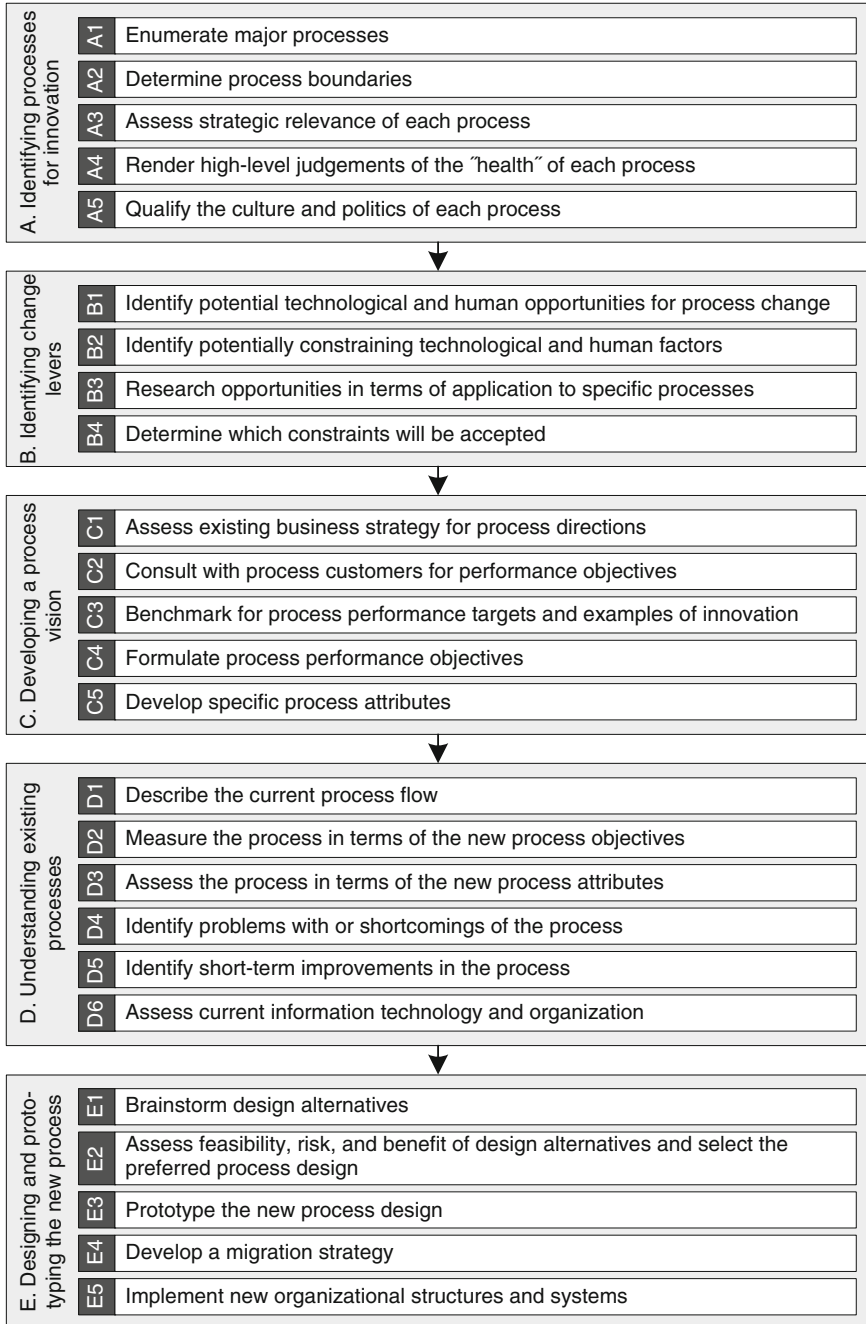 A. Identifying processes
for innovation
A1 Enumerate major processes
A2 Determine process boundaries
A3 Assess strategic relevance of each process
A4 Render high-level judgements of the ˝health˝ of each process
A5 Qualify the culture and politics of each process
B. Identifying change
levers
B1 Identify potential technological and human opportunities for process change
B2 Identify potentially constraining technological and human factors
B3 Research opportunities in terms of application to specific processes
B4 Determine which constraints will be accepted
C. Developing a process
vision
C1 Assess existing business strategy for process directions
C2 Consult with process customers for performance objectives
C3 Benchmark for process performance targets and examples of innovation
C4 Formulate process performance objectives
C5 Develop specific process attributes
D. Understanding existing
processes
D1 Describe the current process flow
D2 Measure the process in terms of the new process objectives
D3 Assess the process in terms of the new process attributes
D4 Identify problems with or shortcomings of the process
D5 Identify short-term improvements in the process
D6 Assess current information technology and organization
E. Designing and proto-
typing the new process
E1 Brainstorm design alternatives
E2 Assess feasibility, risk, and benefit of design alternatives and select the
preferred process design
E3 Prototype the new process design
E4 Develop a migration strategy
E5 Implement new organizational structures and systems